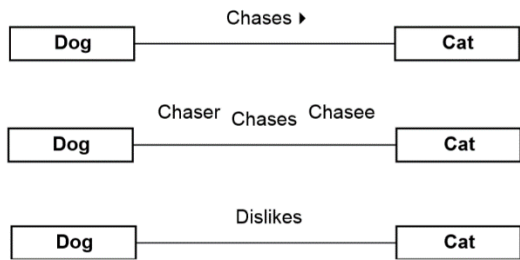 Chases ▸
Dog Cat
Chaser Chases Chasee
Dog Cat
Dislikes
Dog Cat